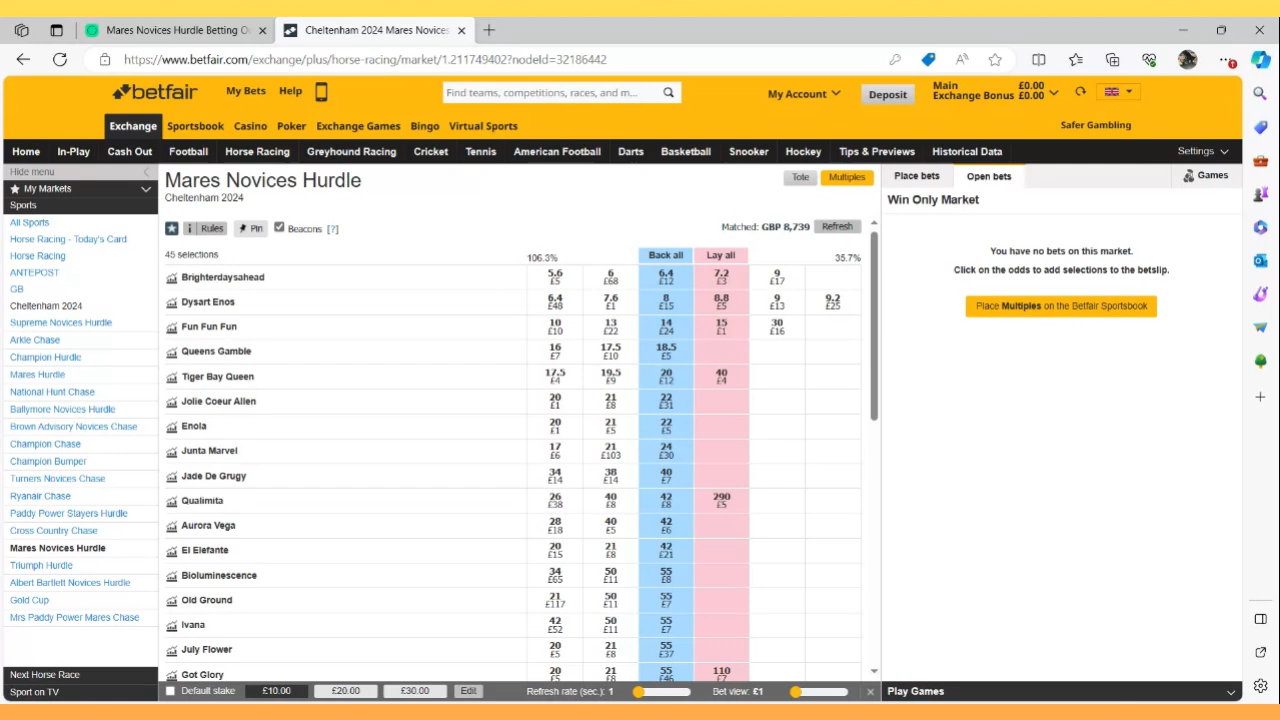 Mares Novices Hurdle Betting O
Cheltenham 2024 Mares Novices
https://www.betfair.com/exchange/plus/horse-racing/market/1.211749402?nodeId=32186442
betfair
My Bets
Help
Find teams, competitions, races, and m...
My Account
Deposit
Main £0.00
Exchange Bonus £0.00
Exchange Sportsbook Casino Poker Exchange Games Bingo Virtual Sports
Safer Gambling
Home In-Play Cash Out Football Horse Racing Greyhound Racing Cricket Tennis American Football Darts Basketball Snooker Hockey Tips & Previews Historical Data Settings
Hide menu
My Markets
Sports
All Sports
Horse Racing - Today's Card
Horse Racing
ANTEPOST
GB
Cheltenham 2024
Supreme Novices Hurdle
Arkle Chase
Champion Hurdle
Mares Hurdle
National Hunt Chase
Ballymore Novices Hurdle
Brown Advisory Novices Chase
Champion Chase
Champion Bumper
Turners Novices Chase
Ryanair Chase
Paddy Power Stayers Hurdle
Cross Country Chase
Mares Novices Hurdle
Triumph Hurdle
Albert Bartlett Novices Hurdle
Gold Cup
Mrs Paddy Power Mares Chase
Next Horse Race
Sport on TV
Mares Novices Hurdle
Cheltenham 2024
Tote
Multiples
Rules
Pin
Beacons [?]
Matched: GBP 8,739
Refresh
45 selections 106.3% Back all Lay all 35.7%
Brighterdaysahead 5.6 6 6.4 7.2 9
£5 £68 £12 £3 £17
Dysart Enos 6.4 7.6 8 8.8 9 9.2
£48 £1 £15 £5 £13 £25
Fun Fun Fun 10 13 14 15 30
£10 £22 £24 £1 £16
Queens Gamble 16 17.5 18.5
£7 £10 £5
Tiger Bay Queen 17.5 19.5 20 40
£4 £9 £12 £4
Jolie Coeur Allen 20 21 22
£1 £8 £31
Enola 20 21 22
£1 £5 £5
Junta Marvel 17 21 24
£6 £103 £30
Jade De Grugy 34 38 40
£14 £14 £7
Qualimita 26 40 42 290
£38 £8 £8 £5
Aurora Vega 28 40 42
£18 £5 £6
El Elefante 20 21 42
£15 £8 £21
Bioluminescence 34 50 55
£65 £11 £8
Old Ground 21 50 55
£117 £11 £7
Ivana 42 50 55
£52 £11 £7
July Flower 20 21 55
£5 £8 £37
Got Glory 20 21 55 110
£5 £8 £46 £7
Default stake £10.00 £20.00 £30.00 Edit Refresh rate (sec.): 1 Bet view: £1
Place bets
Open bets
Games
Win Only Market
You have no bets on this market.
Click on the odds to add selections to the betslip.
Place Multiples on the Betfair Sportsbook
Play Games